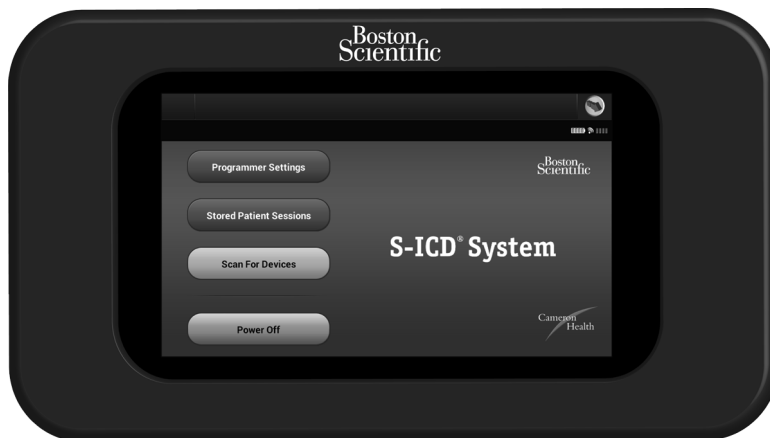 Boston
Scientific
Programmer Settings
Boston
Scientific
Stored Patient Sessions
S-ICD® System
Scan For Devices
Cameron
Health
Power Off